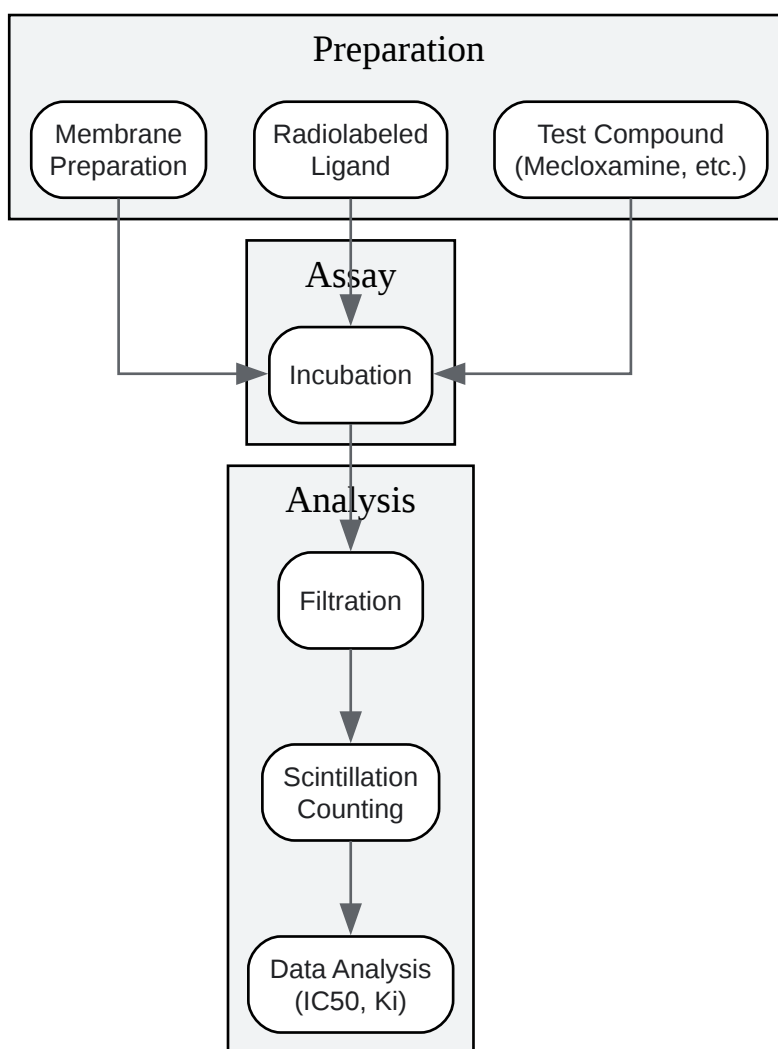 Preparation
Membrane
Preparation
Radiolabeled
Ligand
Test Compound
(Mecloxamine, etc.)
Assay
Incubation
Analysis
Filtration
Scintillation
Counting
Data Analysis
(IC50, Ki)